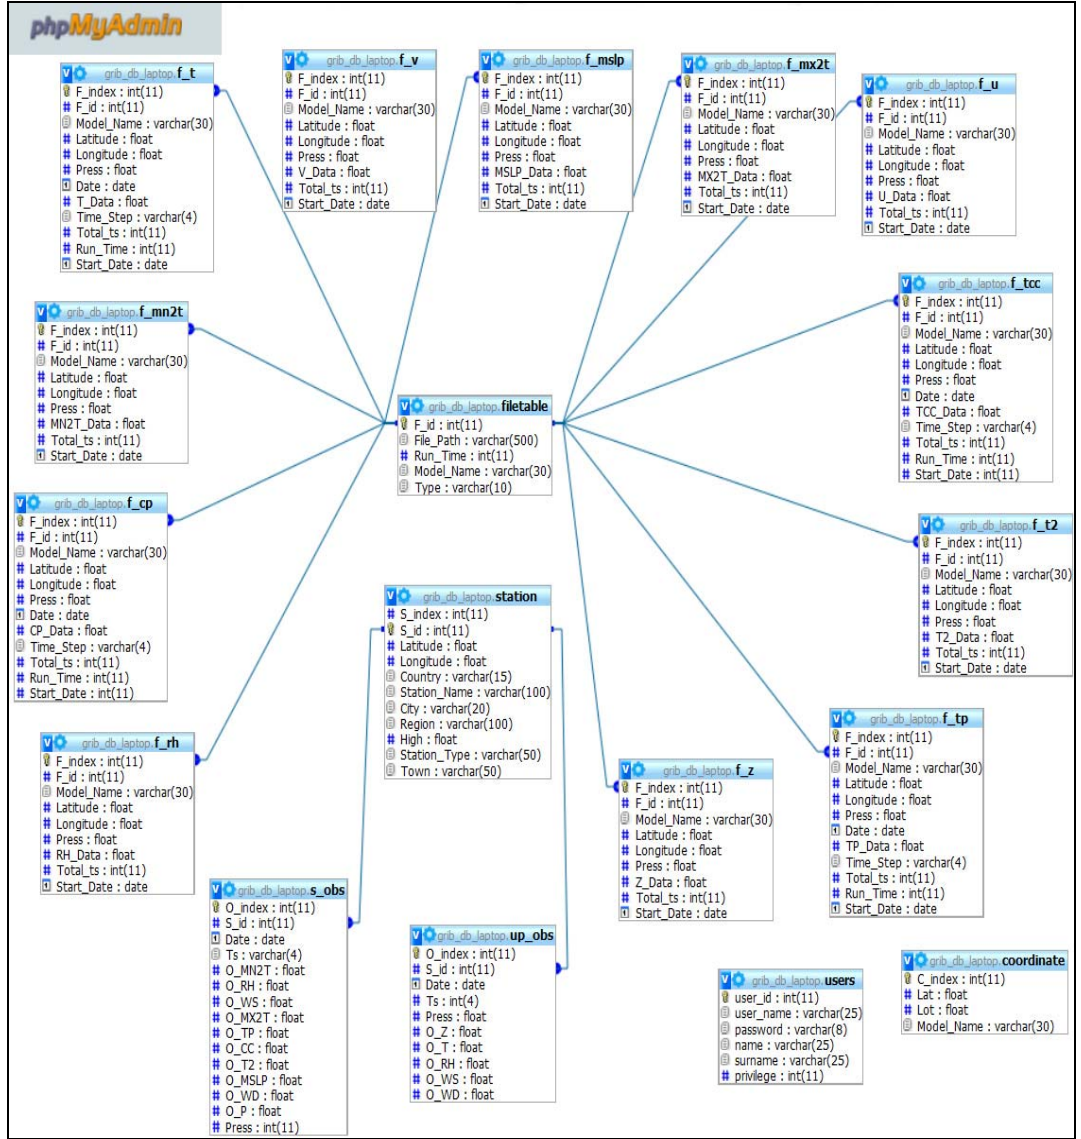 phpMyAdmin
grib_db_laptop.f_t
F_index : int(11)
F_id : int(11)
Model_Name : varchar(30)
Latitude : float
Longitude : float
Press : float
Date : date
T_Data : float
Time_Step : varchar(4)
Total_ts : int(11)
Run_Time : int(11)
Start_Date : date
grib_db_laptop.f_v
F_index : int(11)
F_id : int(11)
Model_Name : varchar(30)
Latitude : float
Longitude : float
Press : float
V_Data : float
Total_ts : int(11)
Start_Date : date
grib_db_laptop.f_mslp
F_index : int(11)
F_id : int(11)
Model_Name : varchar(30)
Latitude : float
Longitude : float
Press : float
MSLP_Data : float
Total_ts : int(11)
Start_Date : date
grib_db_laptop.f_mx2t
F_index : int(11)
F_id : int(11)
Model_Name : varchar(30)
Latitude : float
Longitude : float
Press : float
MX2T_Data : float
Total_ts : int(11)
Start_Date : date
grib_db_laptop.f_u
F_index : int(11)
F_id : int(11)
Model_Name : varchar(30)
Latitude : float
Longitude : float
Press : float
U_Data : float
Total_ts : int(11)
Start_Date : date
grib_db_laptop.f_mn2t
F_index : int(11)
F_id : int(11)
Model_Name : varchar(30)
Latitude : float
Longitude : float
Press : float
MN2T_Data : float
Total_ts : int(11)
Start_Date : date
grib_db_laptop.filetable
F_id : int(11)
File_Path : varchar(500)
Run_Time : int(11)
Model_Name : varchar(30)
Type : varchar(10)
grib_db_laptop.f_tcc
F_index : int(11)
F_id : int(11)
Model_Name : varchar(30)
Latitude : float
Longitude : float
Press : float
Date : date
TCC_Data : float
Time_Step : varchar(4)
Total_ts : int(11)
Run_Time : int(11)
Start_Date : int(11)
grib_db_laptop.f_cp
F_index : int(11)
F_id : int(11)
Model_Name : varchar(30)
Latitude : float
Longitude : float
Press : float
Date : date
CP_Data : float
Time_Step : varchar(4)
Total_ts : int(11)
Run_Time : int(11)
Start_Date : int(11)
grib_db_laptop.station
S_index : int(11)
S_id : int(11)
Latitude : float
Longitude : float
Country : varchar(15)
Station_Name : varchar(100)
City : varchar(20)
Region : varchar(100)
High : float
Station_Type : varchar(50)
Town : varchar(50)
grib_db_laptop.f_t2
F_index : int(11)
F_id : int(11)
Model_Name : varchar(30)
Latitude : float
Longitude : float
Press : float
T2_Data : float
Total_ts : int(11)
Start_Date : date
grib_db_laptop.f_rh
F_index : int(11)
F_id : int(11)
Model_Name : varchar(30)
Latitude : float
Longitude : float
Press : float
RH_Data : float
Total_ts : int(11)
Start_Date : date
grib_db_laptop.f_z
F_index : int(11)
F_id : int(11)
Model_Name : varchar(30)
Latitude : float
Longitude : float
Press : float
Z_Data : float
Total_ts : int(11)
Start_Date : date
grib_db_laptop.f_tp
F_index : int(11)
F_id : int(11)
Model_Name : varchar(30)
Latitude : float
Longitude : float
Press : float
Date : date
TP_Data : float
Time_Step : varchar(4)
Total_ts : int(11)
Run_Time : int(11)
Start_Date : date
grib_db_laptop.s_obs
O_index : int(11)
S_id : int(11)
Date : date
Ts : varchar(4)
O_MN2T : float
O_RH : float
O_WS : float
O_MX2T : float
O_TP : float
O_CC : float
O_T2 : float
O_MSLP : float
O_WD : float
O_P : float
Press : int(11)
grib_db_laptop.up_obs
O_index : int(11)
S_id : int(11)
Date : date
Ts : int(4)
Press : float
O_Z : float
O_T : float
O_RH : float
O_WS : float
O_WD : float
grib_db_laptop.users
user_id : int(11)
user_name : varchar(25)
password : varchar(8)
name : varchar(25)
surname : varchar(25)
privilege : int(11)
grib_db_laptop.coordinate
C_index : int(11)
Lat : float
Lot : float
Model_Name : varchar(30)